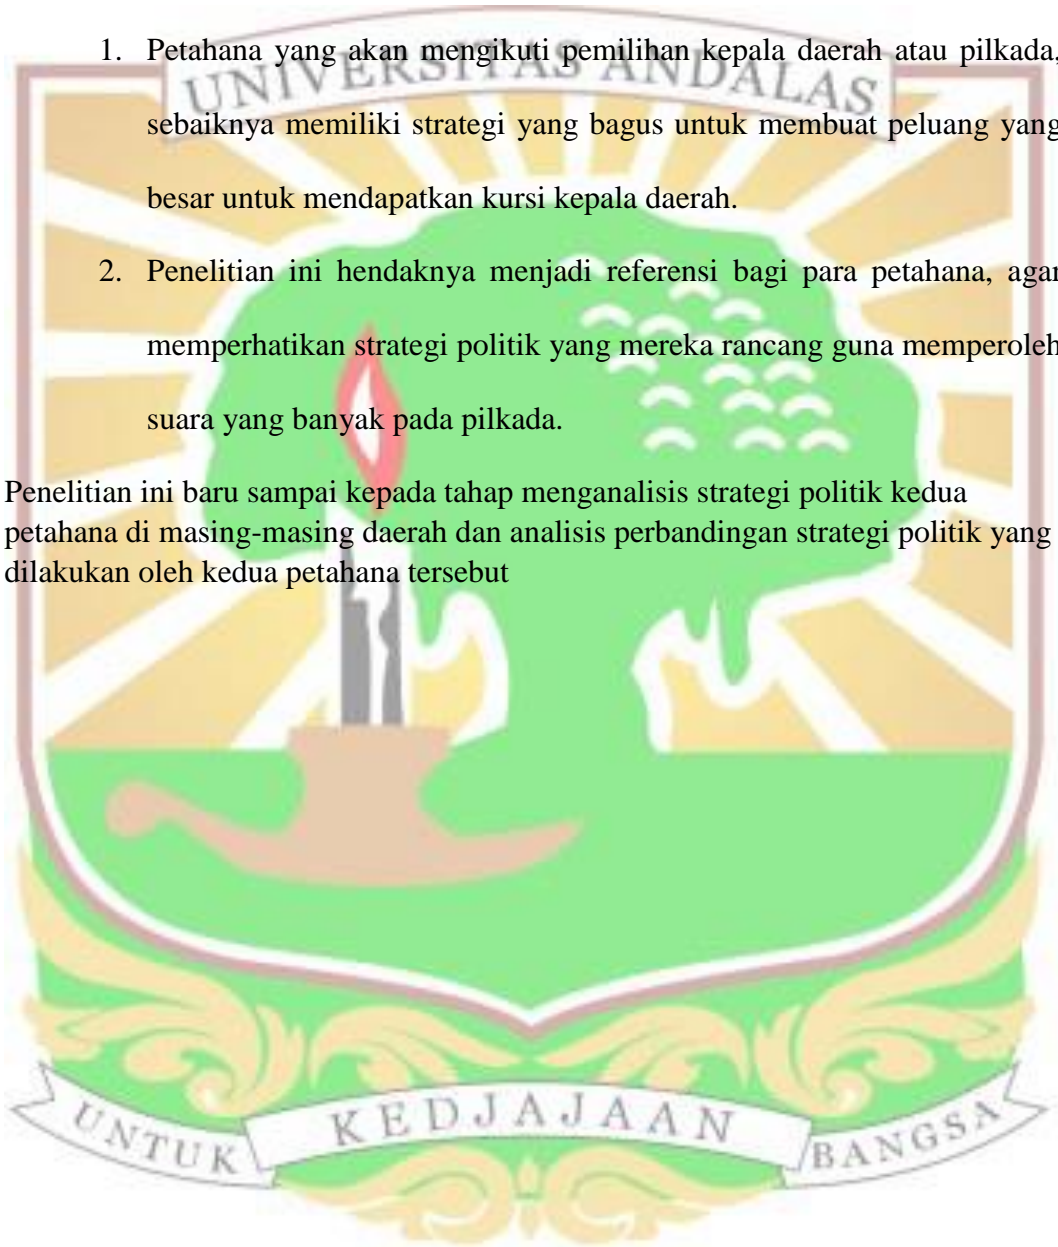 UNIVERSITAS ANDALAS
1. Petahana yang akan mengikuti pemilihan kepala daerah atau pilkada,
sebaiknya memiliki strategi yang bagus untuk membuat peluang yang
besar untuk mendapatkan kursi kepala daerah.
2. Penelitian ini hendaknya menjadi referensi bagi para petahana, agar
memperhatikan strategi politik yang mereka rancang guna memperoleh
suara yang banyak pada pilkada.
Penelitian ini baru sampai kepada tahap menganalisis strategi politik kedua
petahana di masing-masing daerah dan analisis perbandingan strategi politik yang
dilakukan oleh kedua petahana tersebut
UNTUK KEDJAJAAN BANGSA